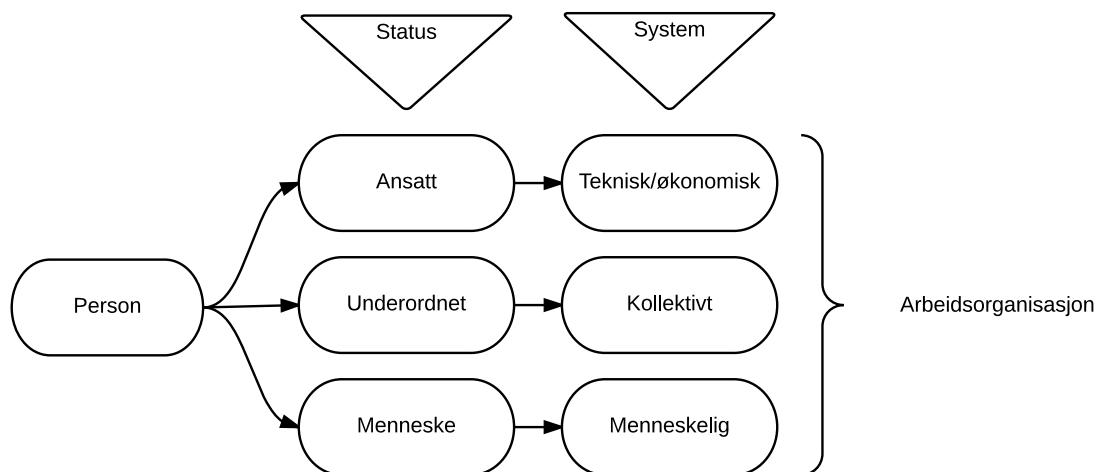 Status
System
Ansatt
Teknisk/økonomisk
Person
Underordnet
Kollektivt
Arbeidsorganisasjon
Menneske
Menneskelig